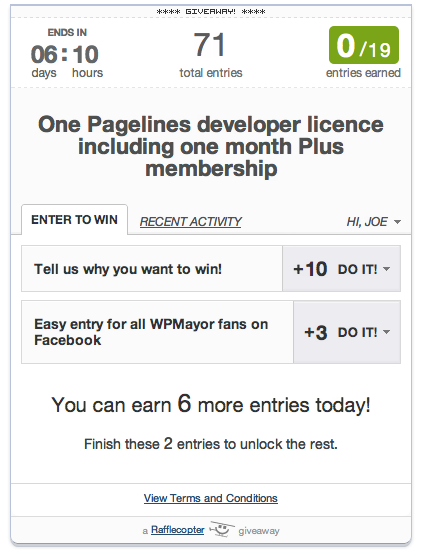 **** GIVEAWAY! ****
ENDS IN
06 : 10
days hours
71
total entries
0/19
entries earned
One Pagelines developer licence
including one month Plus
membership
ENTER TO WIN
RECENT ACTIVITY
HI, JOE
Tell us why you want to win!
+10 DO IT!
Easy entry for all WPMayor fans on
Facebook
+3 DO IT!
You can earn 6 more entries today!
Finish these 2 entries to unlock the rest.
View Terms and Conditions
a Rafflecopter giveaway